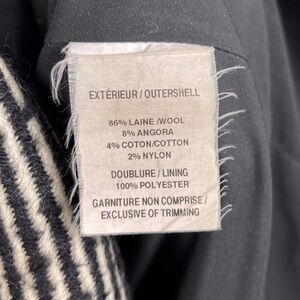 EXTÉRIEUR / OUTERSHELL
86% LAINE /WOOL
8% ANGORA
4% COTON/COTTON
2% NYLON
DOUBLURE / LINING
100% POLYESTER
GARNITURE NON COMPRISE /
EXCLUSIVE OF TRIMMING